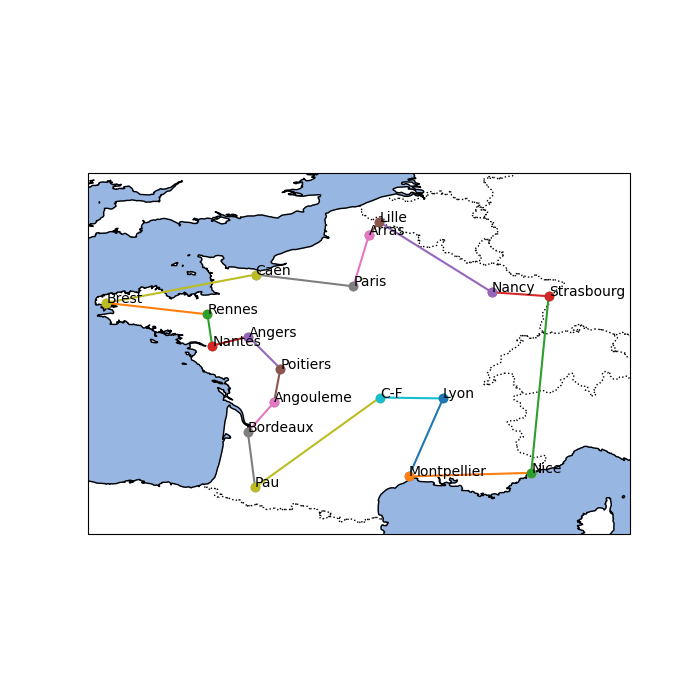 Lille
Arras
Caen
Paris
Nancy
Strasbourg
Brest
Rennes
Nantes
Angers
Poitiers
Angouleme
C-F
Lyon
Bordeaux
Montpellier
Nice
Pau